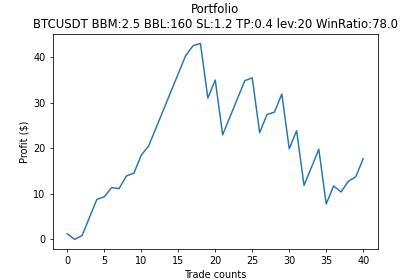 Portfolio
BTCUSDT BBM:2.5 BBL:160 SL:1.2 TP:0.4 lev:20 WinRatio:78.0
40
30
20
10
0
Profit ($)
0 5 10 15 20 25 30 35 40
Trade counts